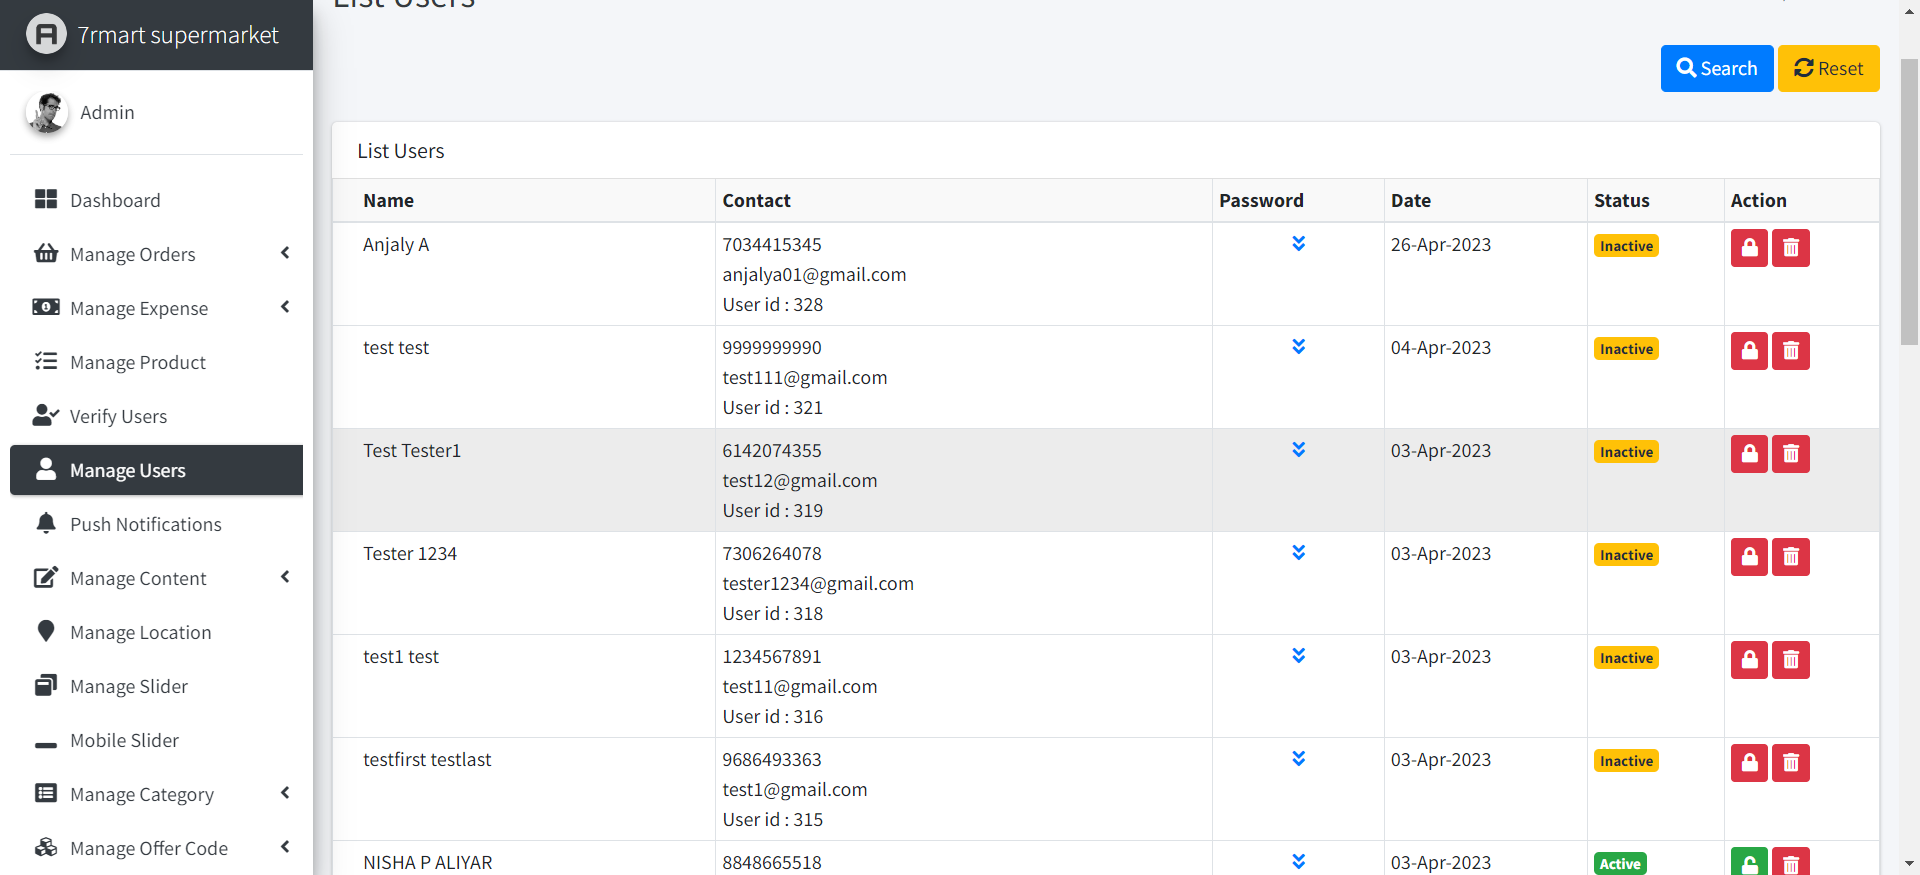 7rmart supermarket
Admin
Dashboard
Manage Orders
Manage Expense
Manage Product
Verify Users
Manage Users
Push Notifications
Manage Content
Manage Location
Manage Slider
Mobile Slider
Manage Category
Manage Offer Code
List Users
Search Reset
List Users
Name Contact Password Date Status Action
Anjaly A 7034415345 26-Apr-2023 Inactive
anjalya01@gmail.com
User id : 328
test test 9999999990 04-Apr-2023 Inactive
test111@gmail.com
User id : 321
Test Tester1 6142074355 03-Apr-2023 Inactive
test12@gmail.com
User id : 319
Tester 1234 7306264078 03-Apr-2023 Inactive
tester1234@gmail.com
User id : 318
test1 test 1234567891 03-Apr-2023 Inactive
test11@gmail.com
User id : 316
testfirst testlast 9686493363 03-Apr-2023 Inactive
test1@gmail.com
User id : 315
NISHA P ALIYAR 8848665518 03-Apr-2023 Active